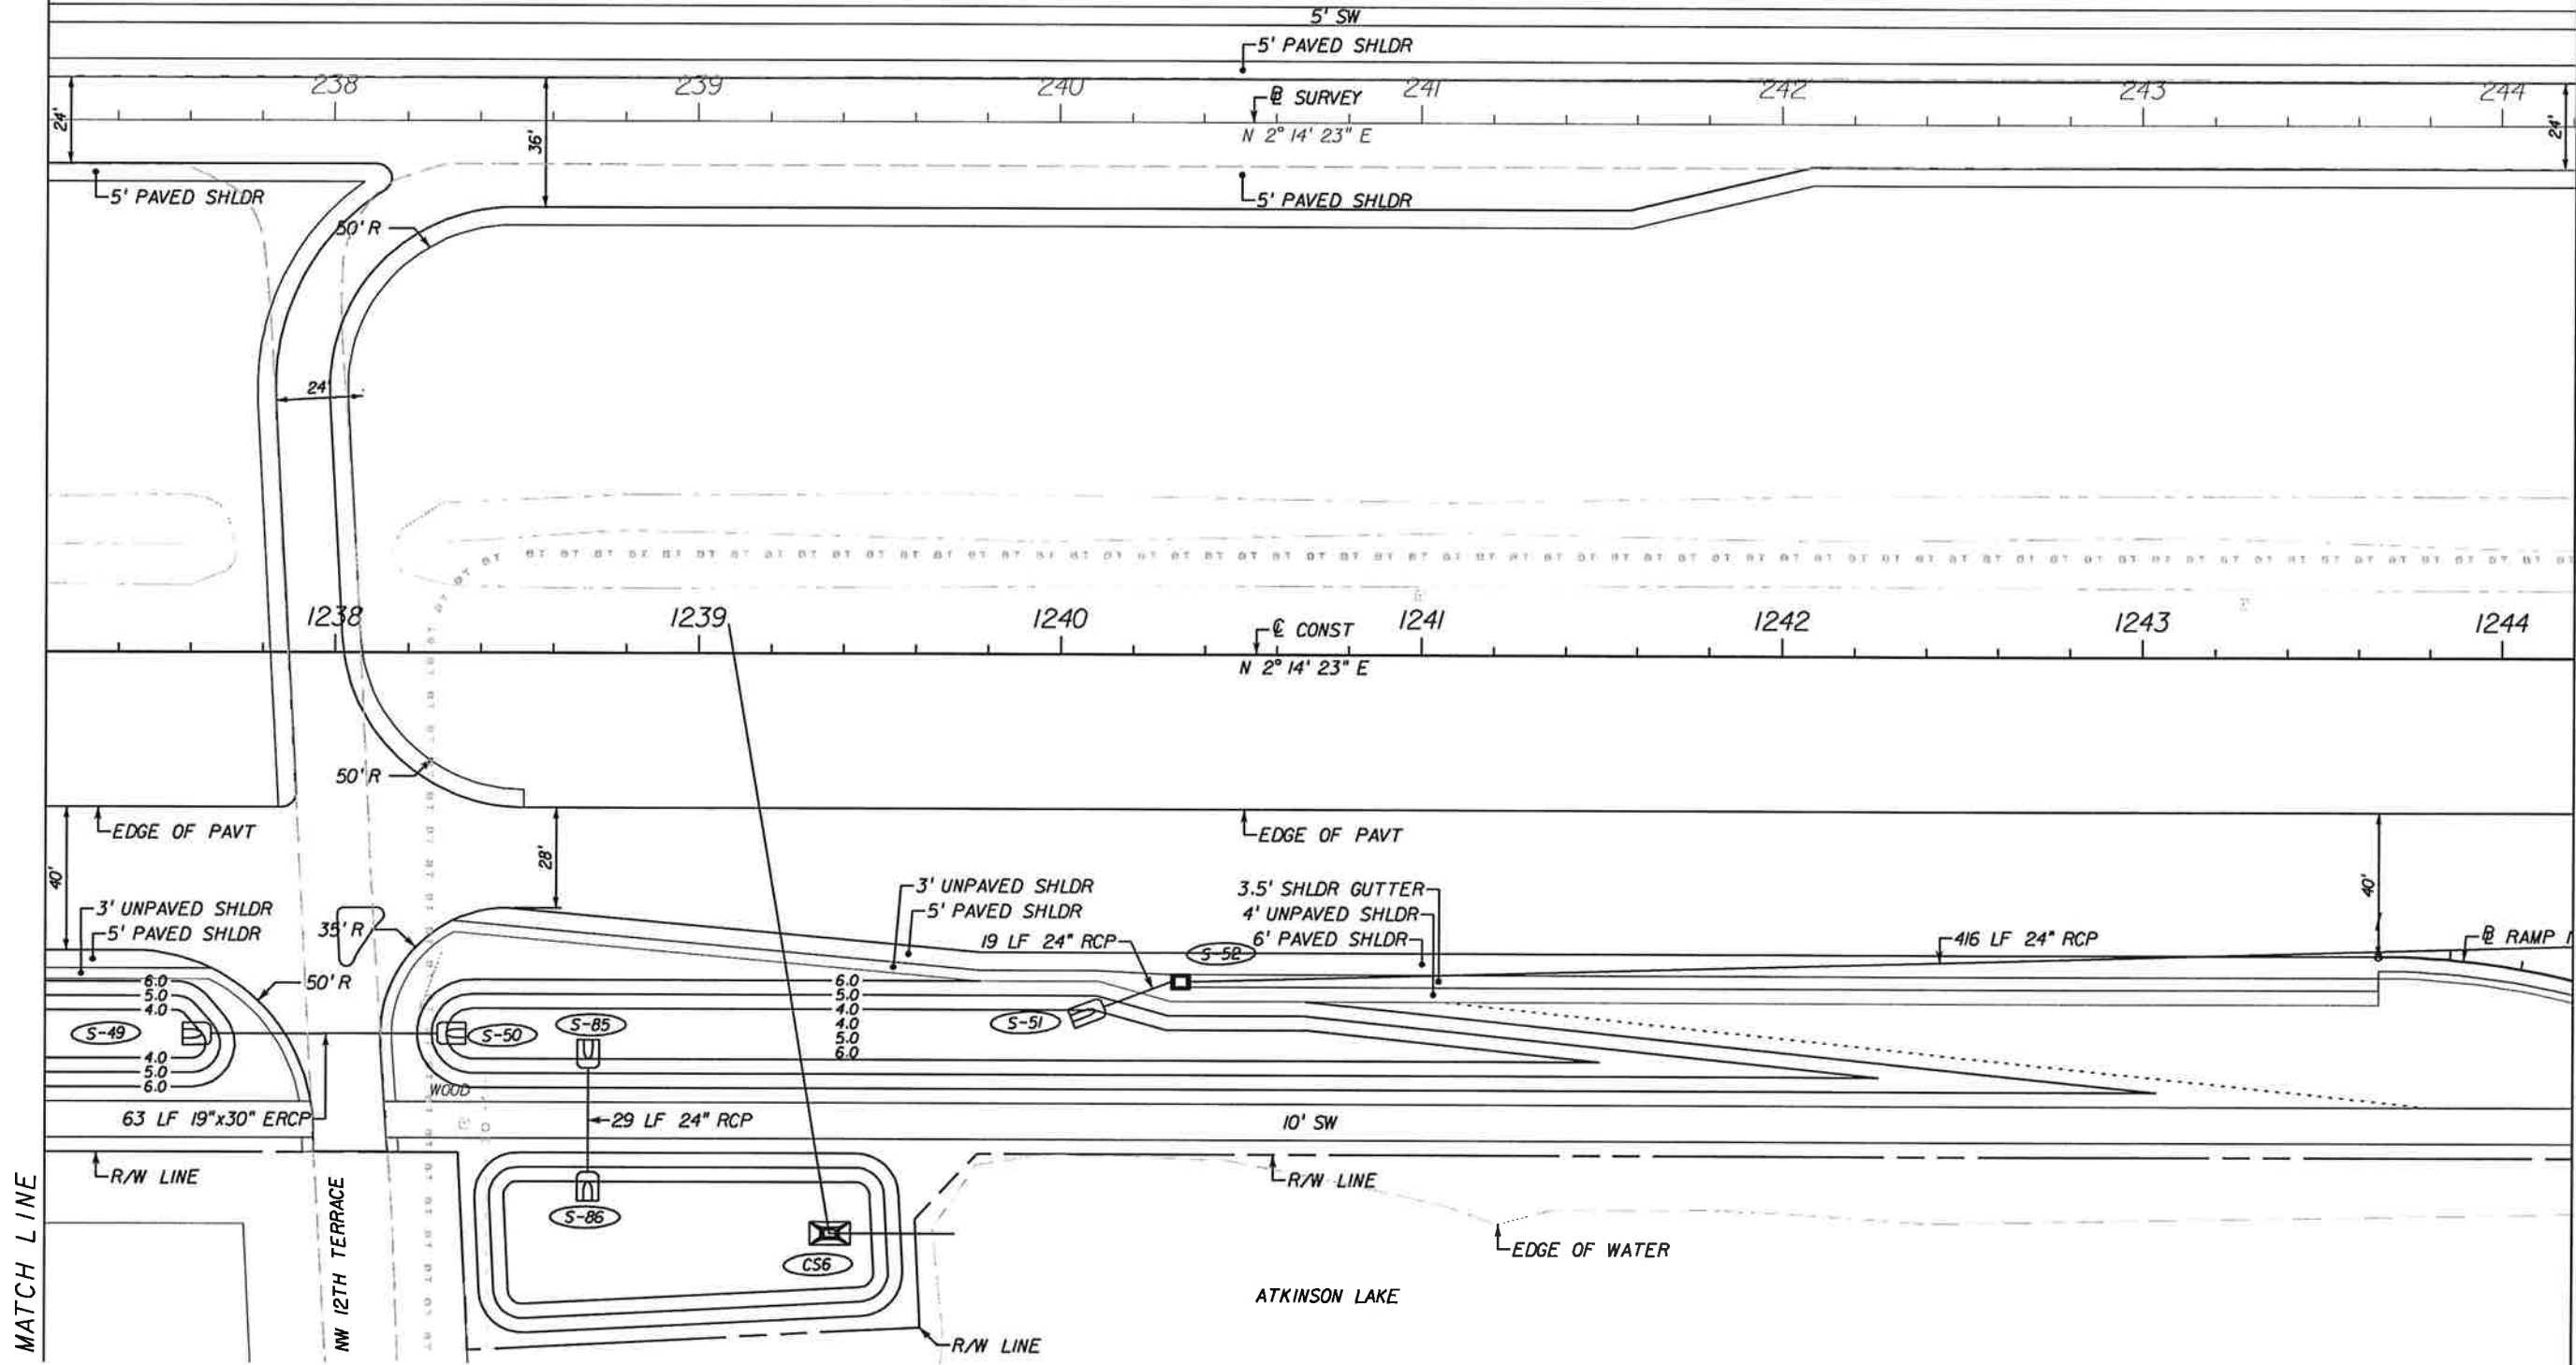 5' SW
5' PAVED SHLDR
238 239 240 241 242 243 244
24'
36'
℄ SURVEY
24'
N 2° 14' 23" E
5' PAVED SHLDR
5' PAVED SHLDR
50' R
24'
1238 1239 1240 1241 1242 1243 1244
℄ CONST
N 2° 14' 23" E
50' R
EDGE OF PAVT
EDGE OF PAVT
40'
28'
40'
3' UNPAVED SHLDR
5' PAVED SHLDR
35' R
50' R
3' UNPAVED SHLDR
5' PAVED SHLDR
19 LF 24" RCP
S-52
3.5' SHLDR GUTTER
4' UNPAVED SHLDR
6' PAVED SHLDR
416 LF 24" RCP
RAMP
6.0
5.0
4.0
S-49
4.0
5.0
6.0
S-50
S-85
6.0
5.0
4.0
4.0
5.0
6.0
S-51
WOOD
63 LF 19"x30" ERCP
29 LF 24" RCP
10' SW
R/W LINE
R/W LINE
MATCH LINE
NW 12TH TERRACE
S-86
CS6
EDGE OF WATER
ATKINSON LAKE
R/W LINE